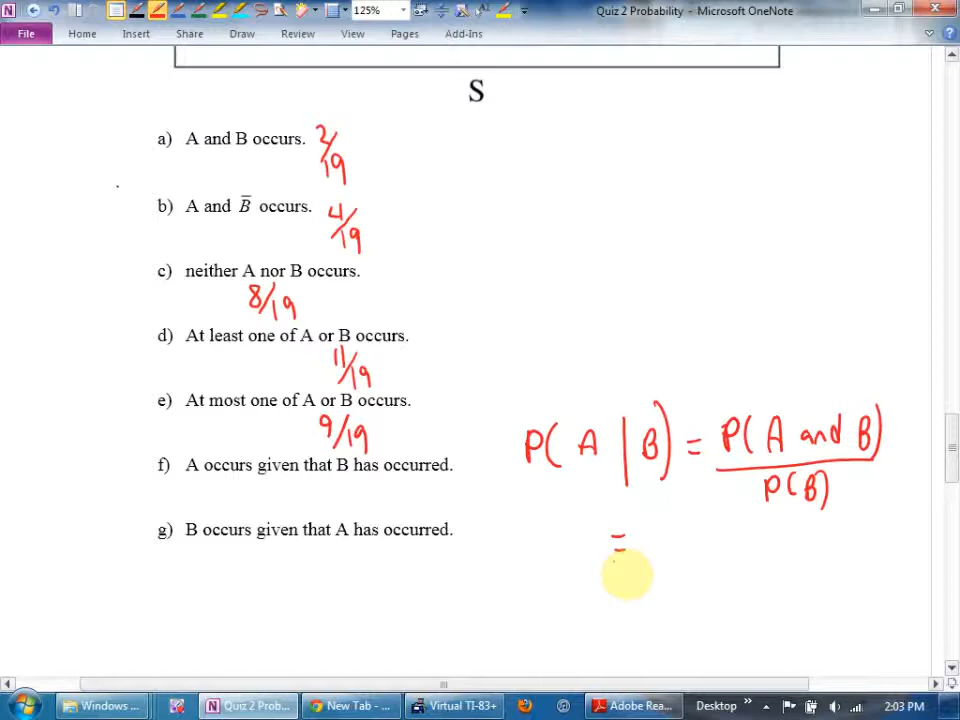 Quiz 2 Probability - Microsoft OneNote
125%
File Home Insert Share Draw Review View Pages Add-Ins
S
a) A and B occurs. 2/19
b) A and B̅ occurs. 4/19
c) neither A nor B occurs.
8/19
d) At least one of A or B occurs.
11/19
e) At most one of A or B occurs.
9/19
P( A | B) = P( A and B)
P(B)
f) A occurs given that B has occurred.
g) B occurs given that A has occurred.
=
Windows ... Quiz 2 Prob... New Tab - ... Virtual TI-83+ Adobe Rea... Desktop 2:03 PM